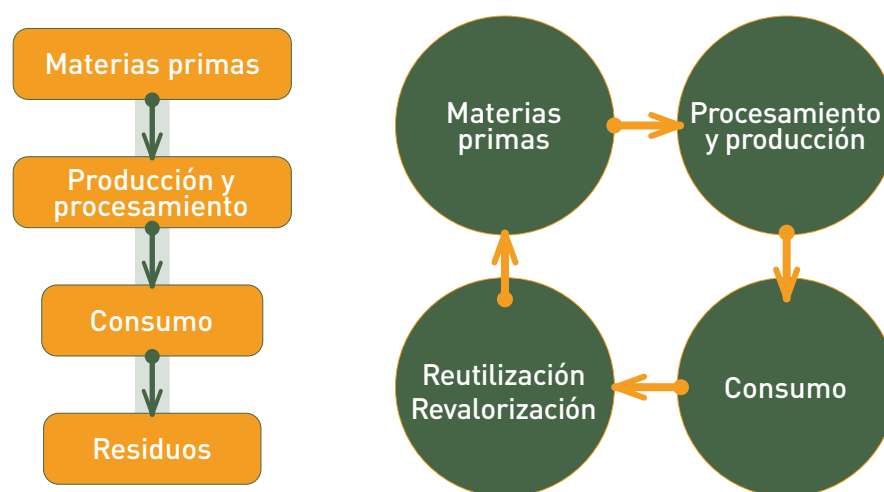 Materias primas
Producción y
procesamiento
Consumo
Residuos
Materias
primas
Procesamiento
y producción
Consumo
Reutilización
Revalorización